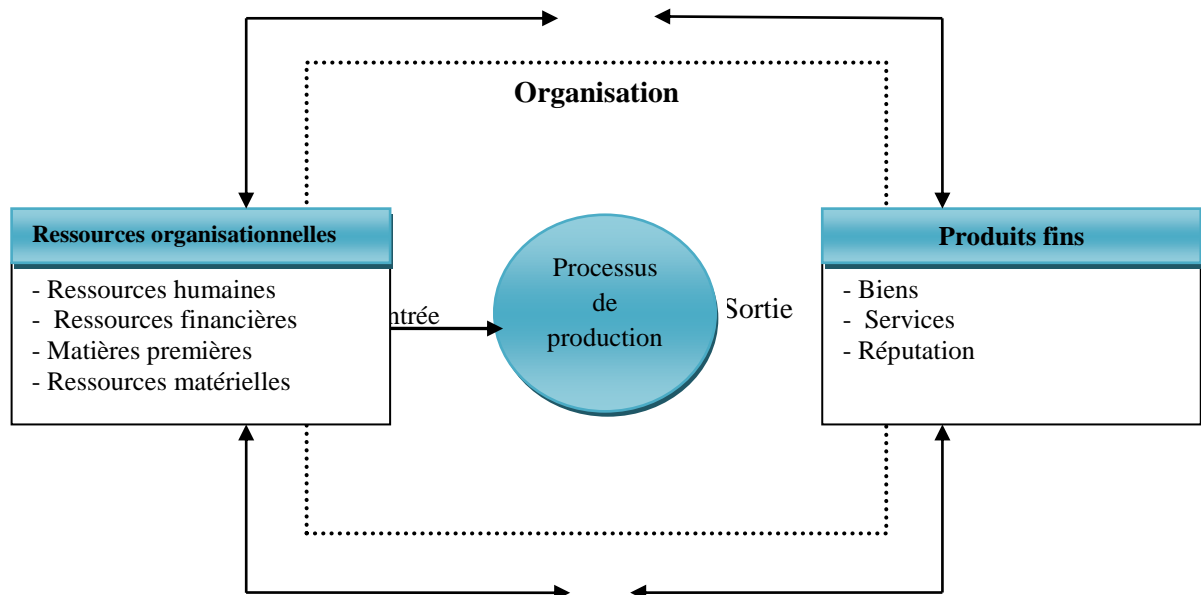 Organisation
Ressources organisationnelles
- Ressources humaines
- Ressources financières
- Matières premières
- Ressources matérielles
ntrée
Processus
de
production
Sortie
Produits fins
- Biens
- Services
- Réputation